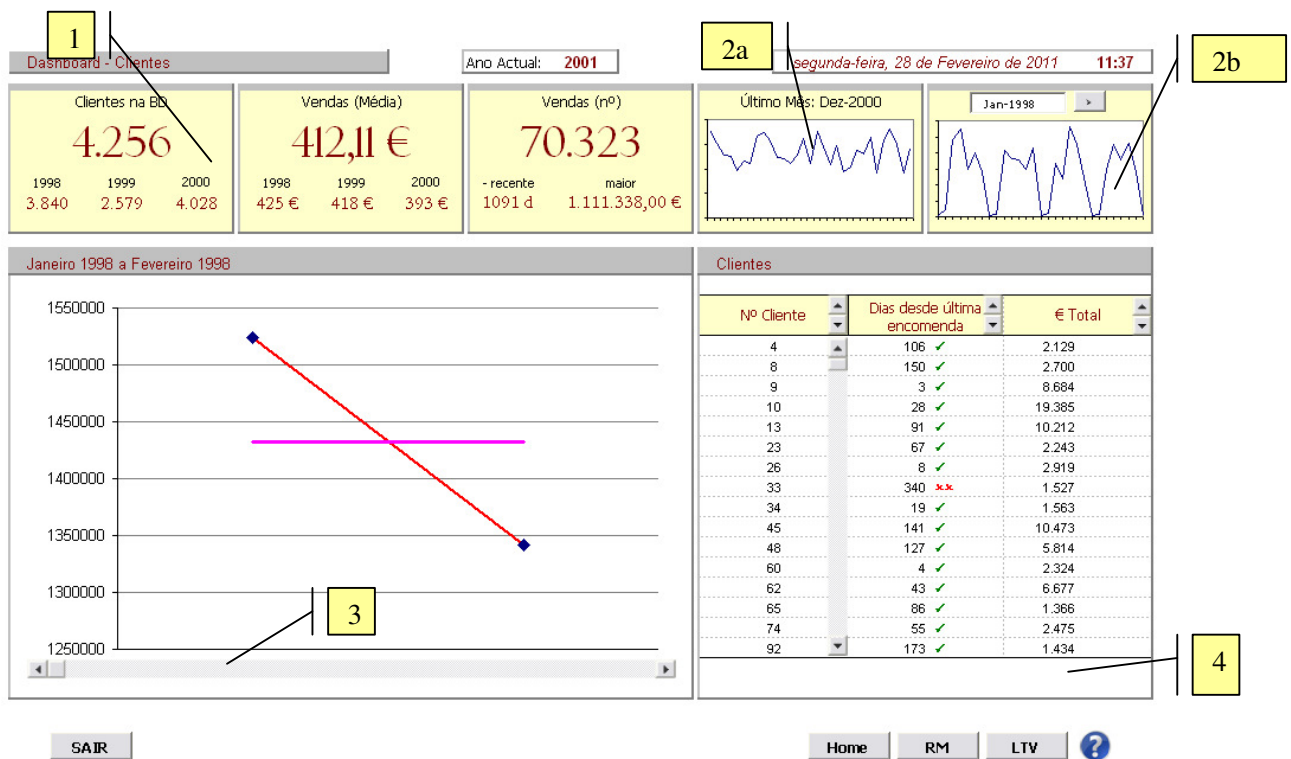 1
2a
2b
Dashboard - Clientes
Ano Actual: 2001
segunda-feira, 28 de Fevereiro de 2011 11:37
Clientes na BD
4.256
1998 1999 2000
3.840 2.579 4.028
Vendas (Média)
412,11 €
1998 1999 2000
425 € 418 € 393 €
Vendas (nº)
70.323
- recente maior
1091 d 1.111.338,00 €
Último Mês: Dez-2000
Jan-1998 >
Janeiro 1998 a Fevereiro 1998
1550000
1500000
1450000
1400000
1350000
1300000
1250000
3
Clientes
Nº Cliente Dias desde última encomenda € Total
4 106 ✓ 2.129
8 150 ✓ 2.700
9 3 ✓ 8.684
10 28 ✓ 19.385
13 91 ✓ 10.212
23 67 ✓ 2.243
26 8 ✓ 2.919
33 340 xx 1.527
34 19 ✓ 1.563
45 141 ✓ 10.473
48 127 ✓ 5.814
60 4 ✓ 2.324
62 43 ✓ 6.677
65 86 ✓ 1.366
74 55 ✓ 2.475
92 173 ✓ 1.434
4
SAIR
Home RM LTV ?